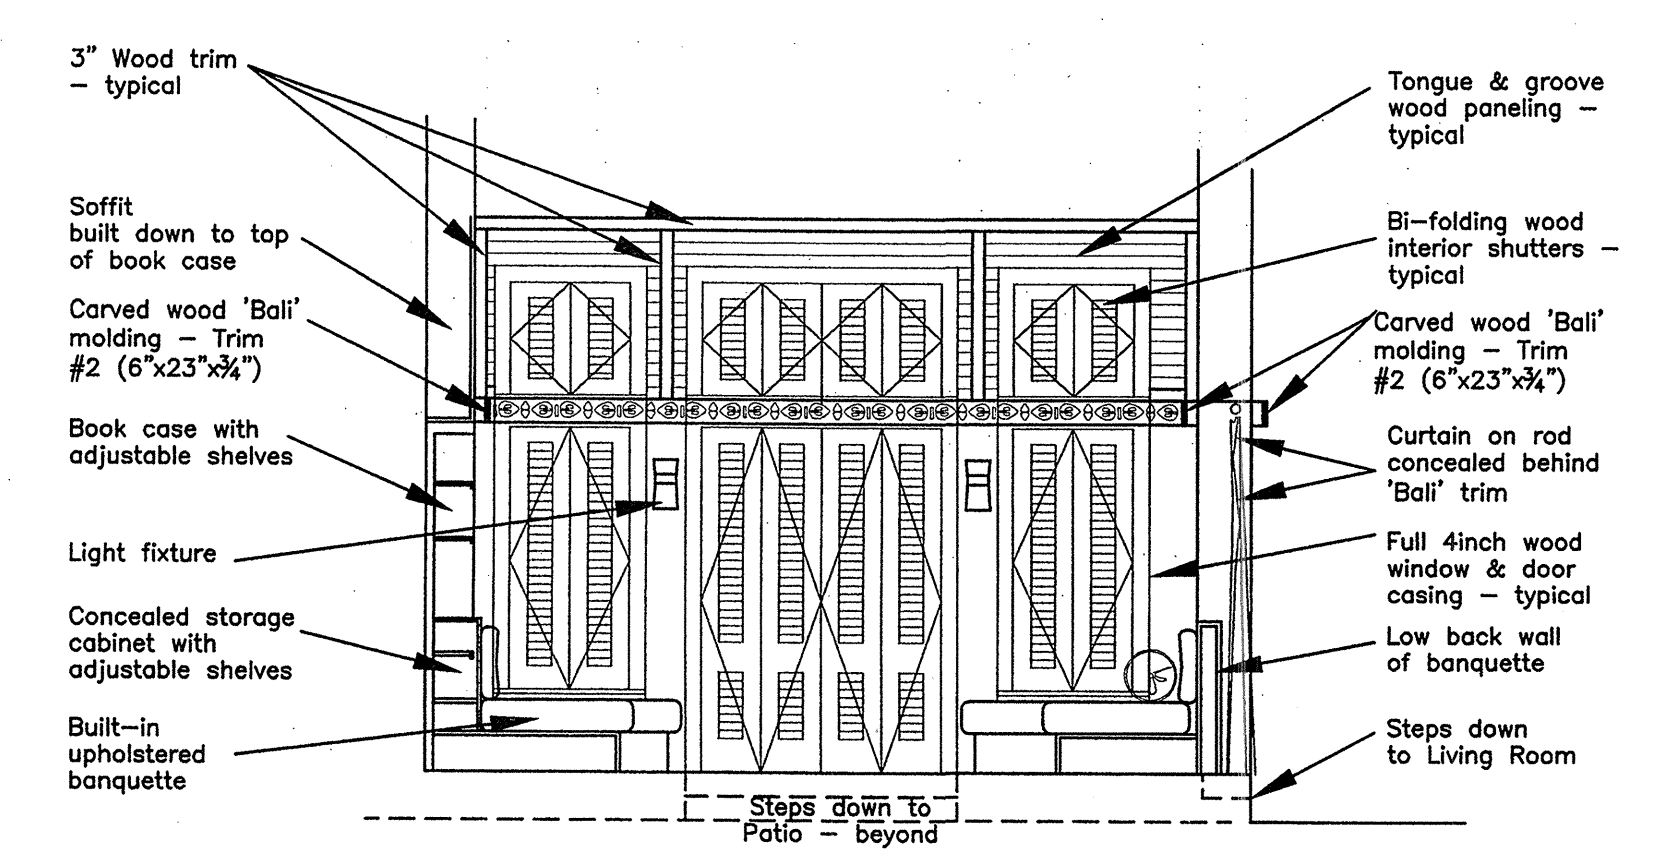 3” Wood trim
– typical
Soffit
built down to top
of book case
Carved wood 'Bali'
molding – Trim
#2 (6”x23”x¾”)
Book case with
adjustable shelves
Light fixture
Concealed storage
cabinet with
adjustable shelves
Built–in
upholstered
banquette
Steps down to
Patio – beyond
Tongue & groove
wood paneling –
typical
Bi–folding wood
interior shutters –
typical
Carved wood 'Bali'
molding – Trim
#2 (6”x23”x¾”)
Curtain on rod
concealed behind
'Bali' trim
Full 4inch wood
window & door
casing – typical
Low back wall
of banquette
Steps down
to Living Room